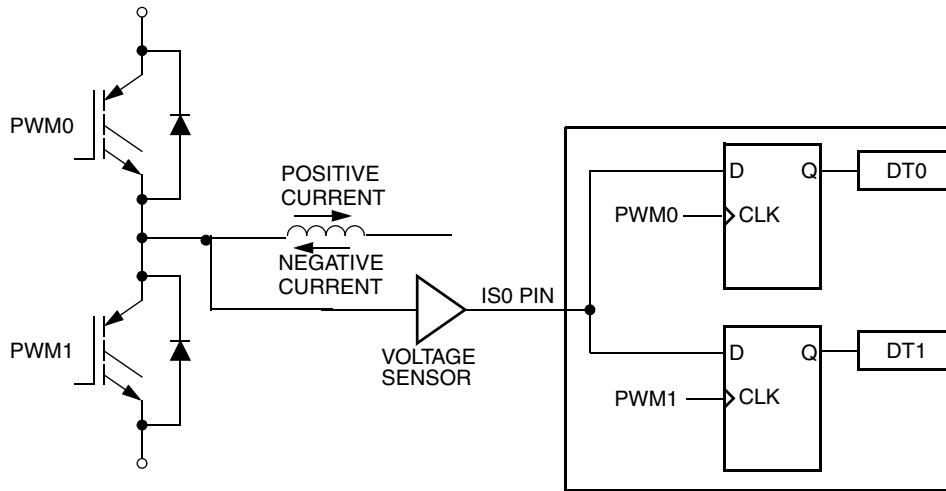 PWM0
POSITIVE
CURRENT
NEGATIVE
CURRENT
PWM1
VOLTAGE
SENSOR
IS0 PIN
D
Q
DT0
PWM0
CLK
D
Q
DT1
PWM1
CLK